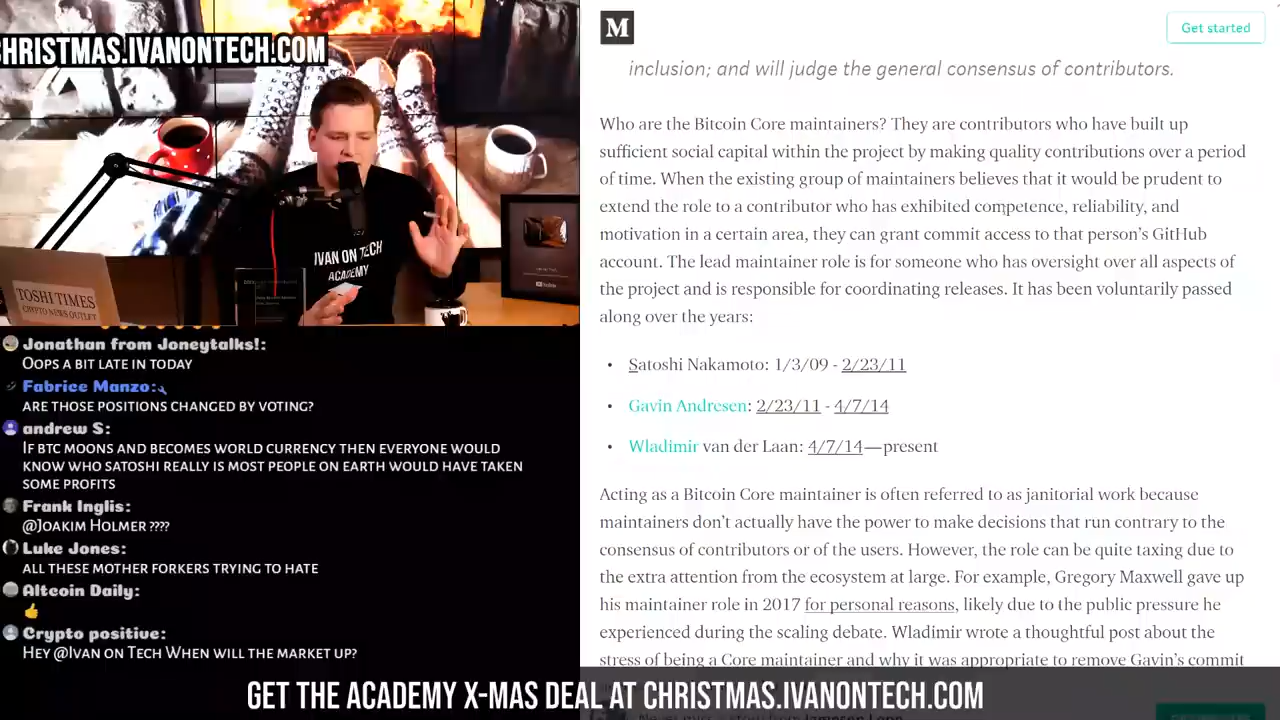 CHRISTMAS.IVANONTECH.COM
IVAN ON TECH
ACADEMY
TOSHI TIMES
CRYPTO NEWS OUTLET
YouTube
Jonathan from Joneytalks!:
OOPS A BIT LATE IN TODAY
Fabrice Manzo:
ARE THOSE POSITIONS CHANGED BY VOTING?
andrew S:
IF BTC MOONS AND BECOMES WORLD CURRENCY THEN EVERYONE WOULD
KNOW WHO SATOSHI REALLY IS MOST PEOPLE ON EARTH WOULD HAVE TAKEN
SOME PROFITS
Frank Inglis:
@JOAKIM HOLMER ????
Luke Jones:
ALL THESE MOTHER FORKERS TRYING TO HATE
Altcoin Daily:
👍
Crypto positive:
HEY @IVAN ON TECH WHEN WILL THE MARKET UP?
M
Get started
inclusion; and will judge the general consensus of contributors.
Who are the Bitcoin Core maintainers? They are contributors who have built up
sufficient social capital within the project by making quality contributions over a period
of time. When the existing group of maintainers believes that it would be prudent to
extend the role to a contributor who has exhibited competence, reliability, and
motivation in a certain area, they can grant commit access to that person's GitHub
account. The lead maintainer role is for someone who has oversight over all aspects of
the project and is responsible for coordinating releases. It has been voluntarily passed
along over the years:
• Satoshi Nakamoto: 1/3/09 - 2/23/11
• Gavin Andresen: 2/23/11 - 4/7/14
• Wladimir van der Laan: 4/7/14—present
Acting as a Bitcoin Core maintainer is often referred to as janitorial work because
maintainers don't actually have the power to make decisions that run contrary to the
consensus of contributors or of the users. However, the role can be quite taxing due to
the extra attention from the ecosystem at large. For example, Gregory Maxwell gave up
his maintainer role in 2017 for personal reasons, likely due to the public pressure he
experienced during the scaling debate. Wladimir wrote a thoughtful post about the
stress of being a Core maintainer and why it was appropriate to remove Gavin's commit
GET THE ACADEMY X-MAS DEAL AT CHRISTMAS.IVANONTECH.COM